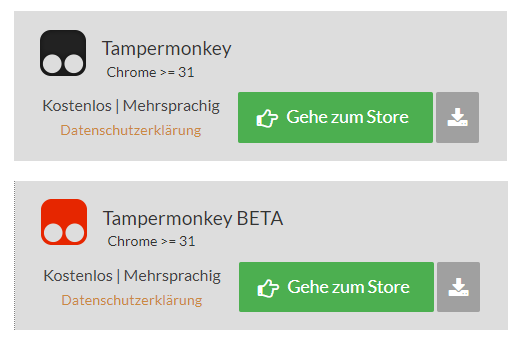 Tampermonkey
Chrome >= 31
Kostenlos | Mehrsprachig
Datenschutzerklärung
Gehe zum Store
Tampermonkey BETA
Chrome >= 31
Kostenlos | Mehrsprachig
Datenschutzerklärung
Gehe zum Store